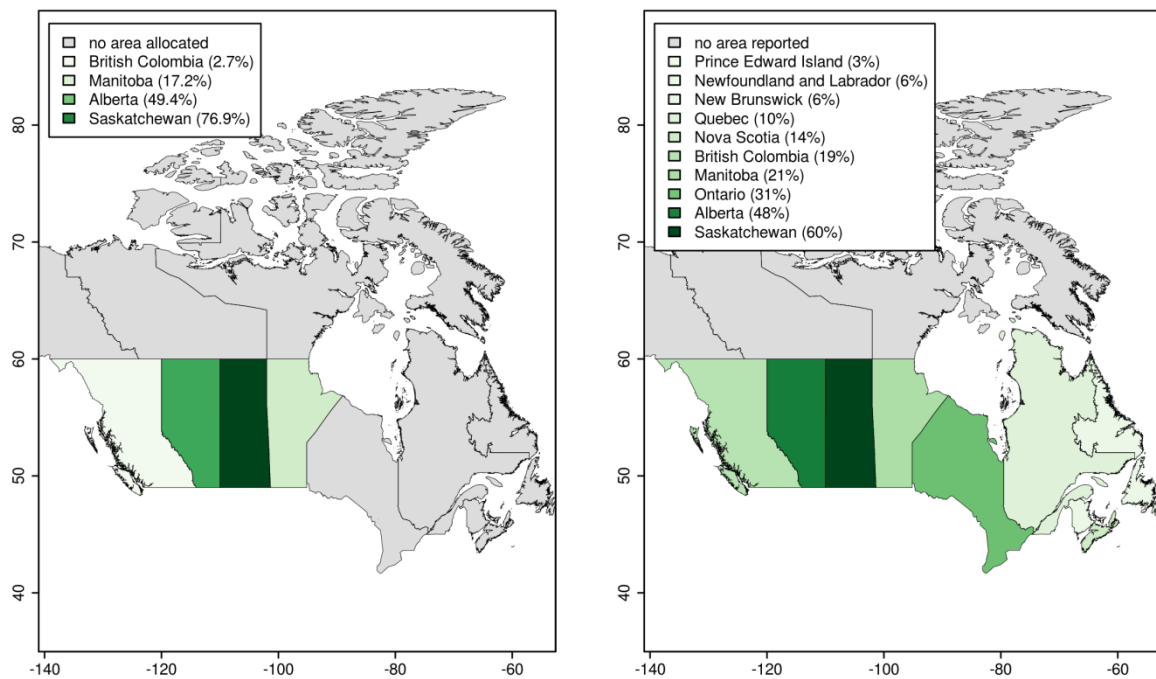 no area allocated
British Colombia (2.7%)
Manitoba (17.2%)
Alberta (49.4%)
Saskatchewan (76.9%)
80
70
60
50
40
-140
-120
-100
-80
-60
no area reported
Prince Edward Island (3%)
Newfoundland and Labrador (6%)
New Brunswick (6%)
Quebec (10%)
Nova Scotia (14%)
British Colombia (19%)
Manitoba (21%)
Ontario (31%)
Alberta (48%)
Saskatchewan (60%)
80
70
60
50
40
-140
-120
-100
-80
-60